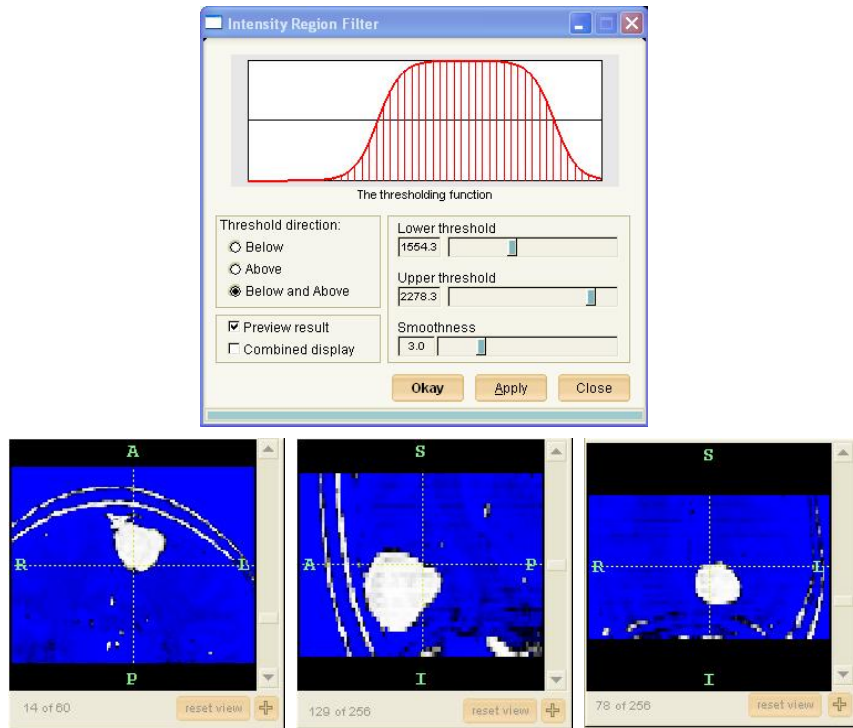 Intensity Region Filter
The thresholding function
Threshold direction:
Below
Above
Below and Above
Preview result
Combined display
Lower threshold
1554.3
Upper threshold
2278.3
Smoothness
3.0
Okay
Apply
Close
A
R
L
P
14 of 60
reset view
S
A
P
I
129 of 256
reset view
S
R
L
I
78 of 256
reset view